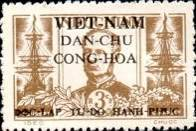 VIET-NAM
DAN-CHU
CONG-HOA
3c
DOC-LAP TU-DO HANH-PHUC